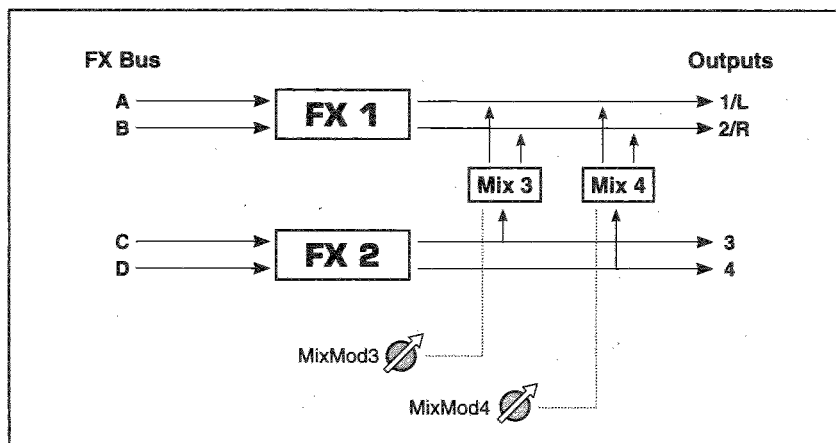 FX Bus Outputs
A FX 1 1/L
B 2/R
Mix 3 Mix 4
C FX 2 3
D 4
MixMod3
MixMod4